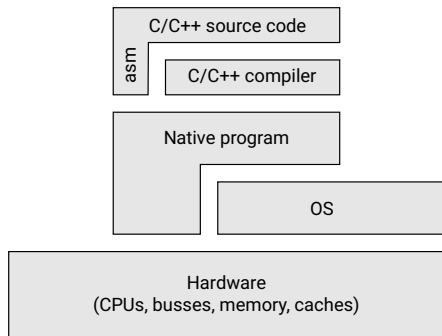 C/C++ source code
asm
C/C++ compiler
Native program
OS
Hardware
(CPUs, busses, memory, caches)